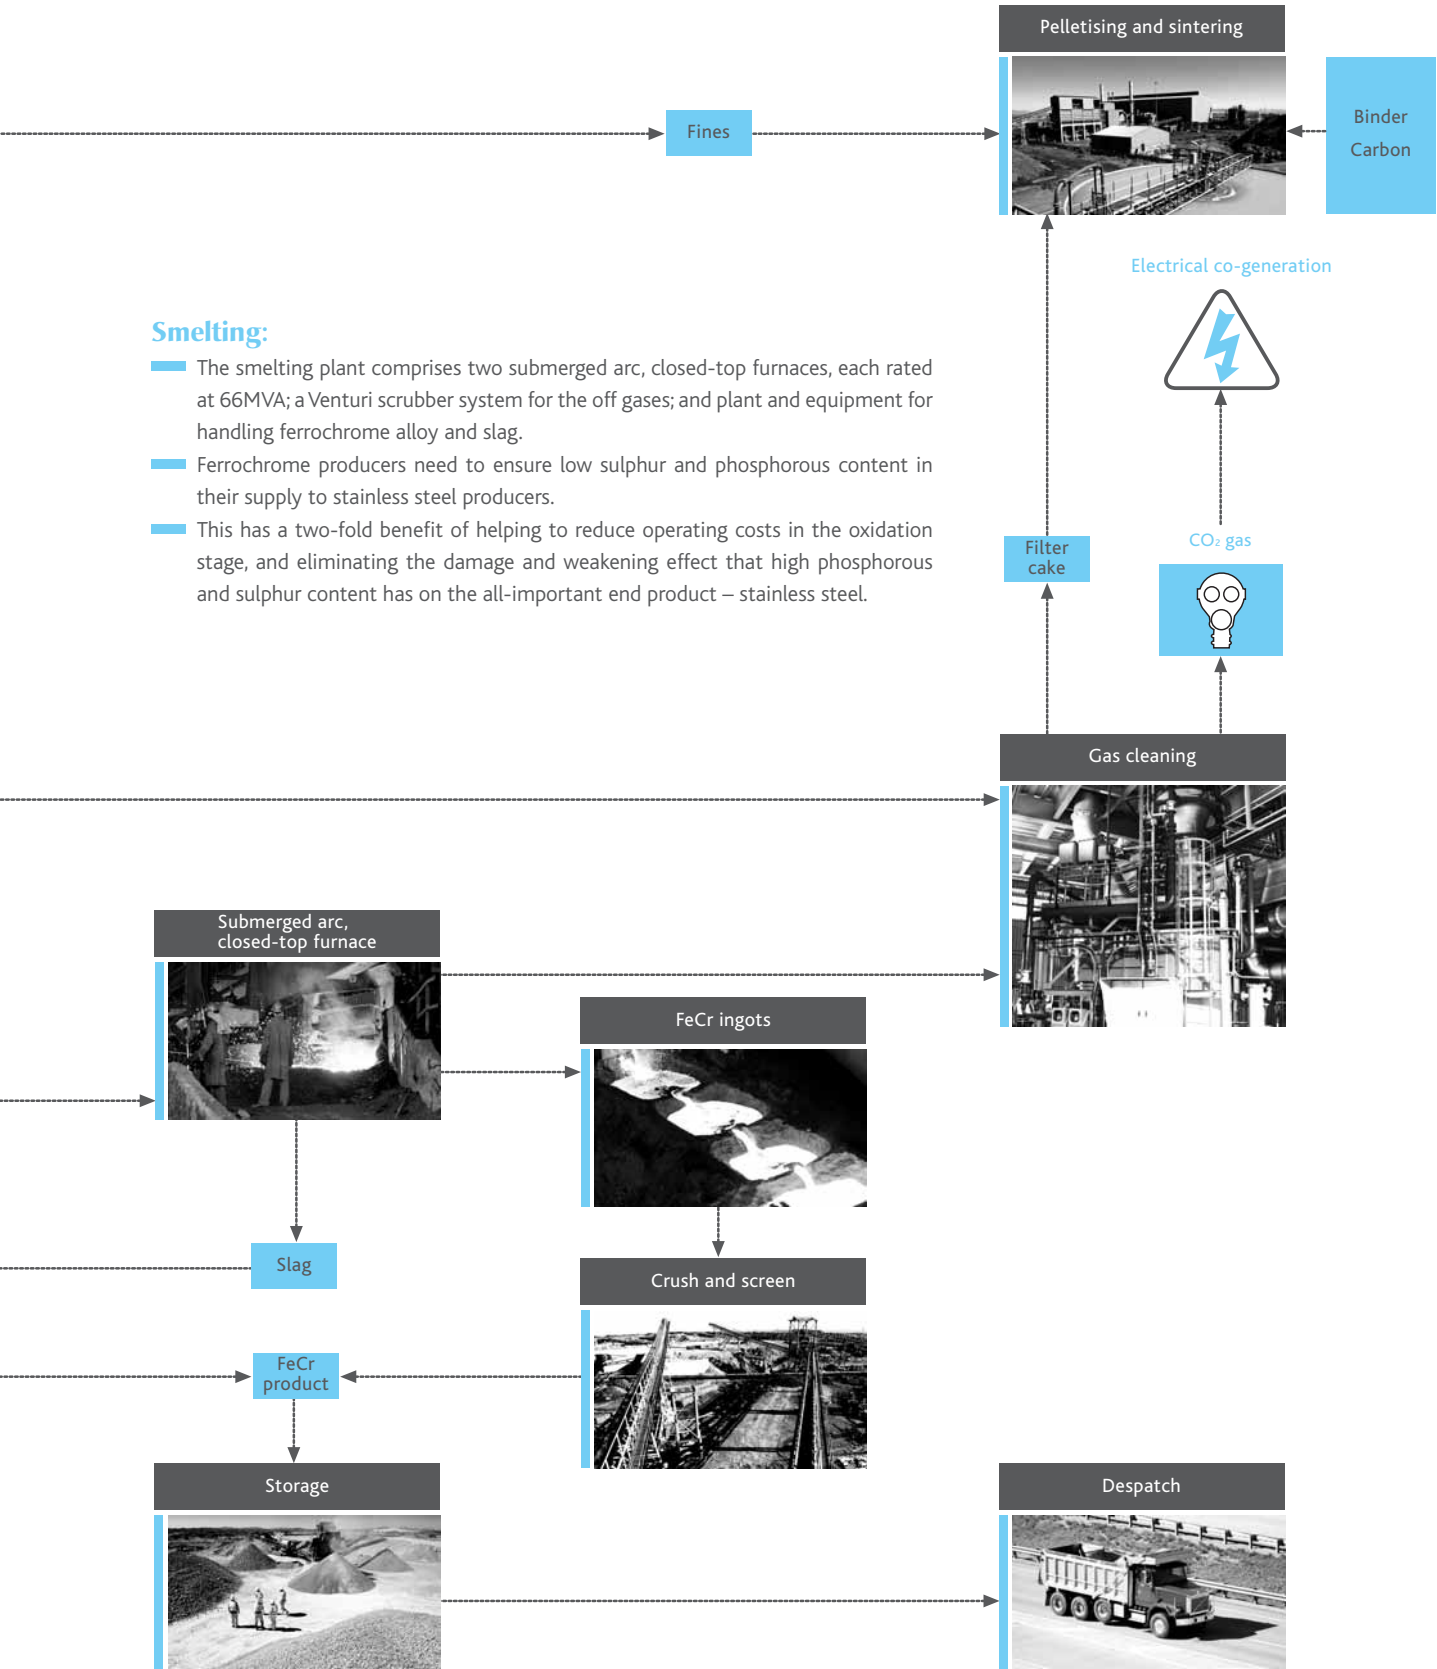 Pelletising and sintering
Binder
Carbon
Fines
Electrical co-generation
Smelting:
The smelting plant comprises two submerged arc, closed-top furnaces, each rated
at 66MVA; a Venturi scrubber system for the off gases; and plant and equipment for
handling ferrochrome alloy and slag.
Ferrochrome producers need to ensure low sulphur and phosphorous content in
their supply to stainless steel producers.
This has a two-fold benefit of helping to reduce operating costs in the oxidation
stage, and eliminating the damage and weakening effect that high phosphorous
and sulphur content has on the all-important end product – stainless steel.
Filter
cake
CO₂ gas
Gas cleaning
Submerged arc,
closed-top furnace
FeCr ingots
Slag
Crush and screen
FeCr
product
Storage
Despatch